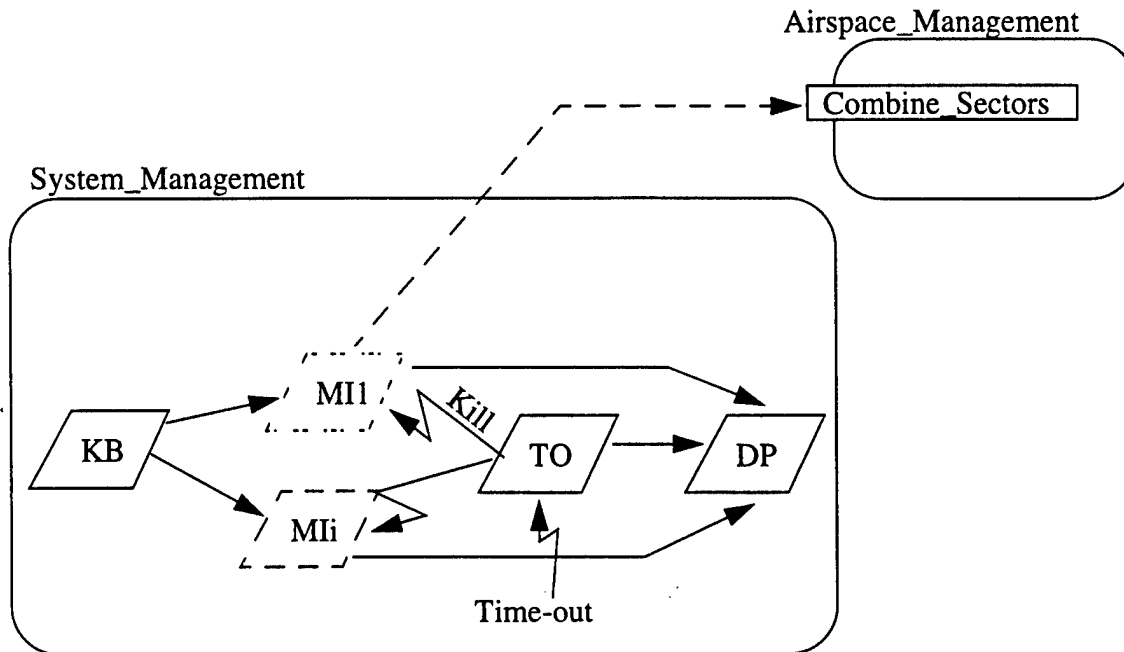 Airspace_Management
Combine_Sectors
System_Management
MI1
Kill
KB
TO
DP
MIi
Time-out